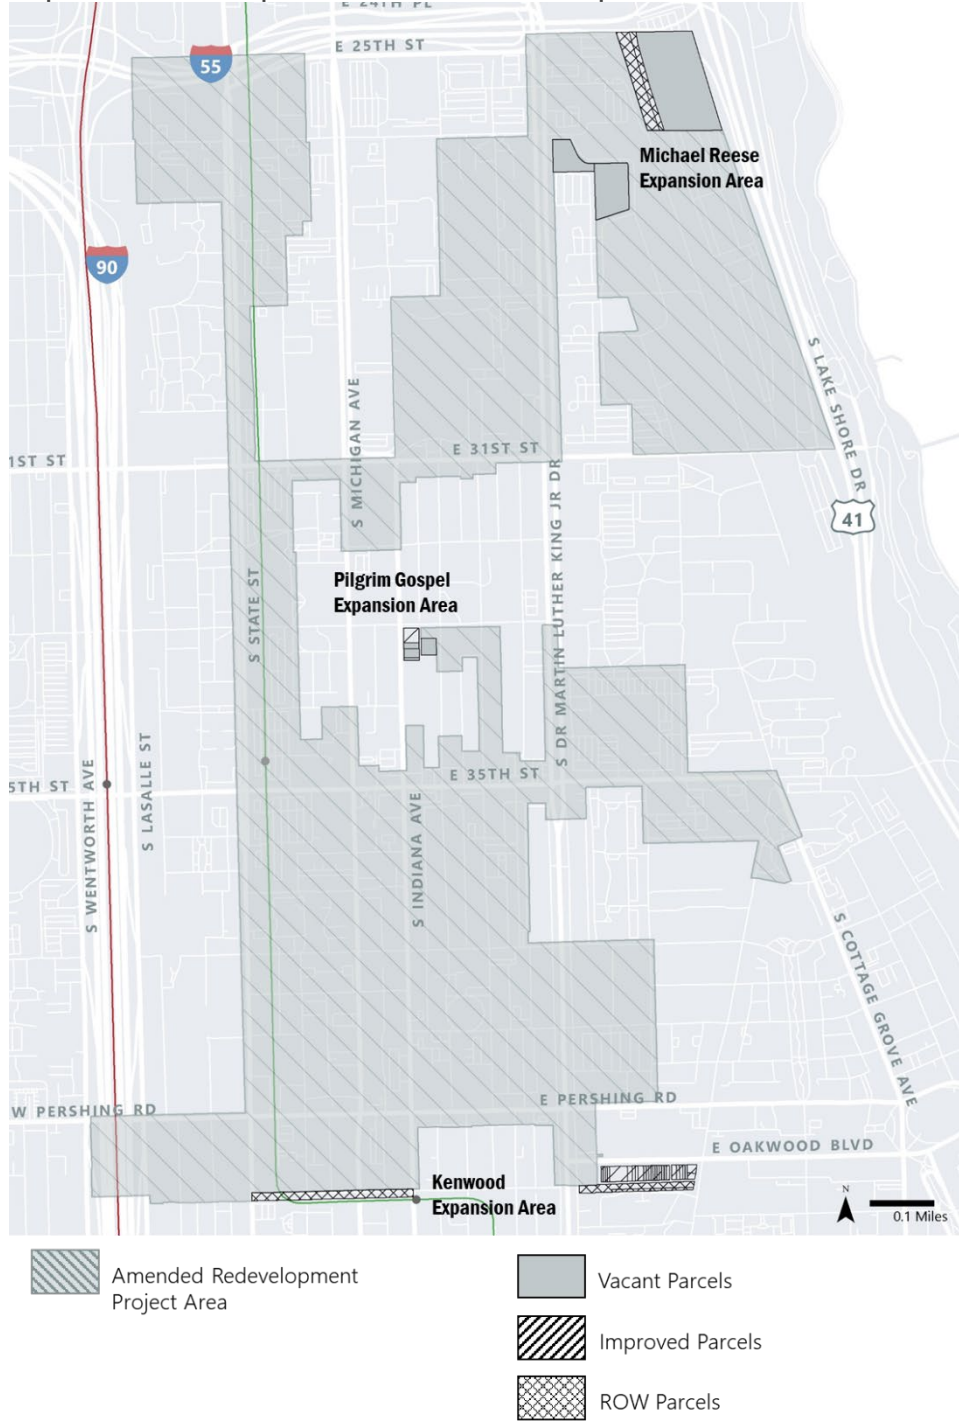 E 24TH PL
E 25TH ST
55
Michael Reese
Expansion Area
90
S LAKE SHORE DR
S MICHIGAN AVE
E 31ST ST
1ST ST
S DR MARTIN LUTHER KING JR DR
41
Pilgrim Gospel
Expansion Area
S STATE ST
S WENTWORTH AVE
S LASALLE ST
E 35TH ST
5TH ST
S INDIANA AVE
S COTTAGE GROVE AVE
E PERSHING RD
W PERSHING RD
E OAKWOOD BLVD
Kenwood
Expansion Area
N
0.1 Miles
Amended Redevelopment
Project Area
Vacant Parcels
Improved Parcels
ROW Parcels